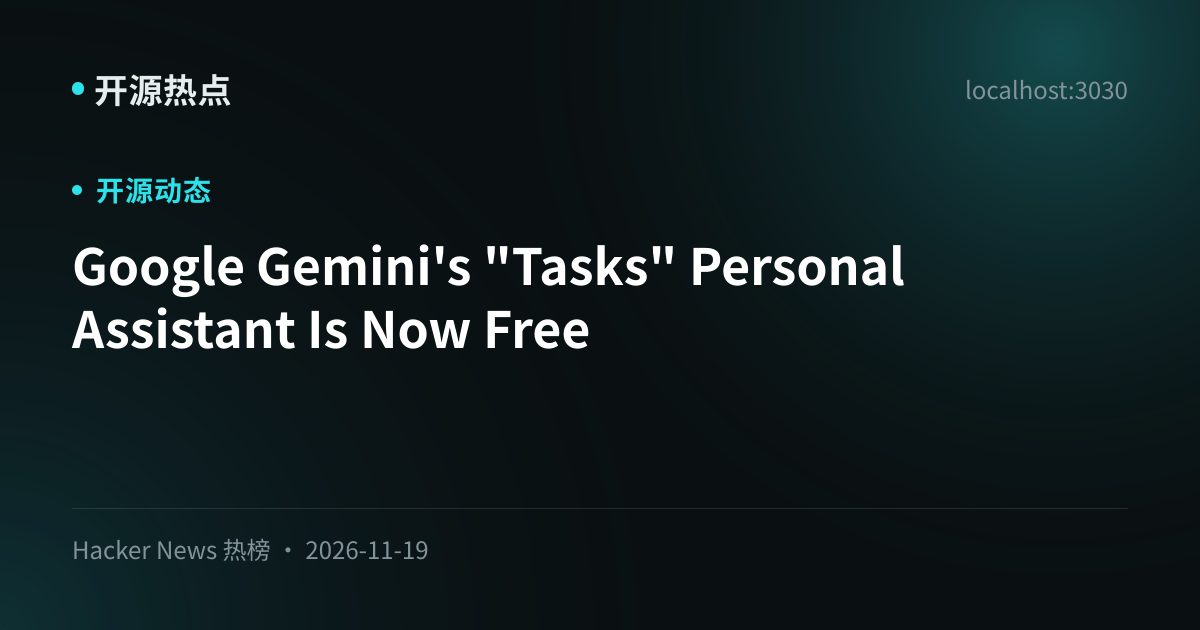 开源热点
localhost:3030
开源动态
Google Gemini's "Tasks" Personal
Assistant Is Now Free
Hacker News 热榜 · 2026-11-19